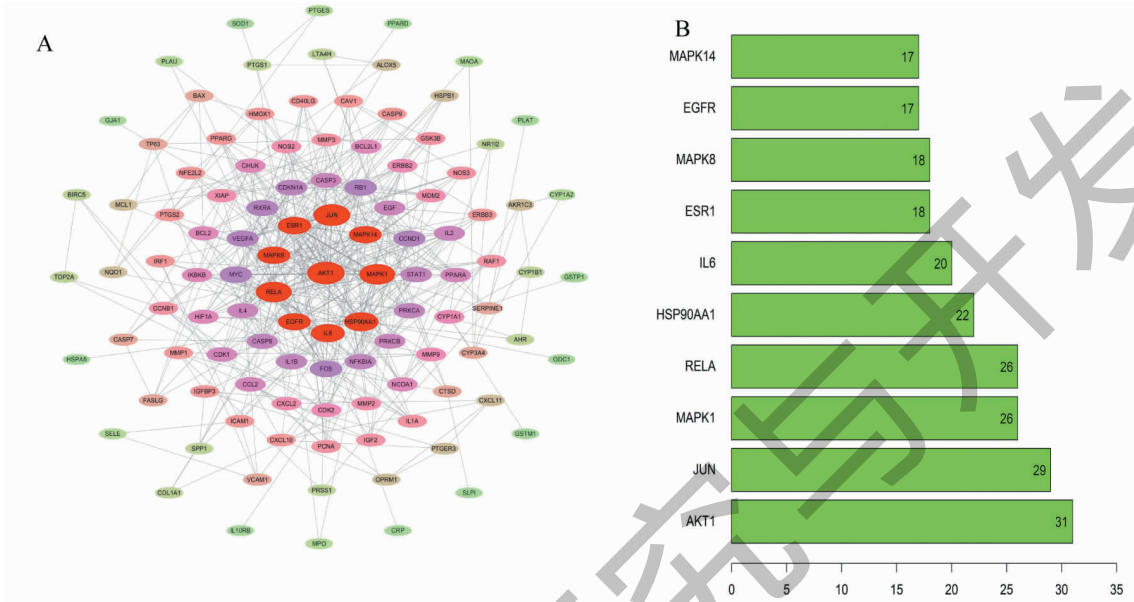 A
PTGES
SOD1
PPARD
PTGS1
LTA4H
PLAU
ALOX5
MAOA
BAX
CD40LG
CAV1
HSPB1
HMOX1
CASP9
GJA1
PLAT
TP63
PPARG
NOS2
MMP3
BCL2L1
GSK3B
NR1I2
NFE2L2
CHUK
CASP3
ERBB2
NOS3
BIRC5
CDKN1A
RB1
CYP1A2
MCL1
XIAP
MDM2
AKR1C3
PTGS2
RXRA
JUN
EGF
ERBB3
ESR1
BCL2
VEGFA
MAPK14
CCND1
IL2
TOP2A
NQO1
IRF1
MAPK8
RAF1
CYP1B1
GSTP1
IKBKB
MYC
AKT1
MAPK1
STAT1
PPARA
CCNB1
RELA
SERPINE1
HIF1A
IL4
PRKCA
CYP1A1
EGFR
HSP90AA1
CASP7
IL6
AHR
HSPA5
MMP1
CDK1
CASP8
PRKCB
MMP9
CYP3A4
ODC1
IL1B
FOS
NFKBIA
CCL2
NCOA1
FASLG
IGFBP3
CTSD
CXCL2
CDK2
MMP2
CXCL11
ICAM1
IL1A
SELE
GSTM1
SPP1
CXCL10
PCNA
IGF2
PTGER3
VCAM1
OPRM1
COL1A1
PRSS1
SLPI
IL10RB
CRP
MPO
B
MAPK14 17
EGFR 17
MAPK8 18
ESR1 18
IL6 20
HSP90AA1 22
RELA 26
MAPK1 26
JUN 29
AKT1 31
0 5 10 15 20 25 30 35
究与开发